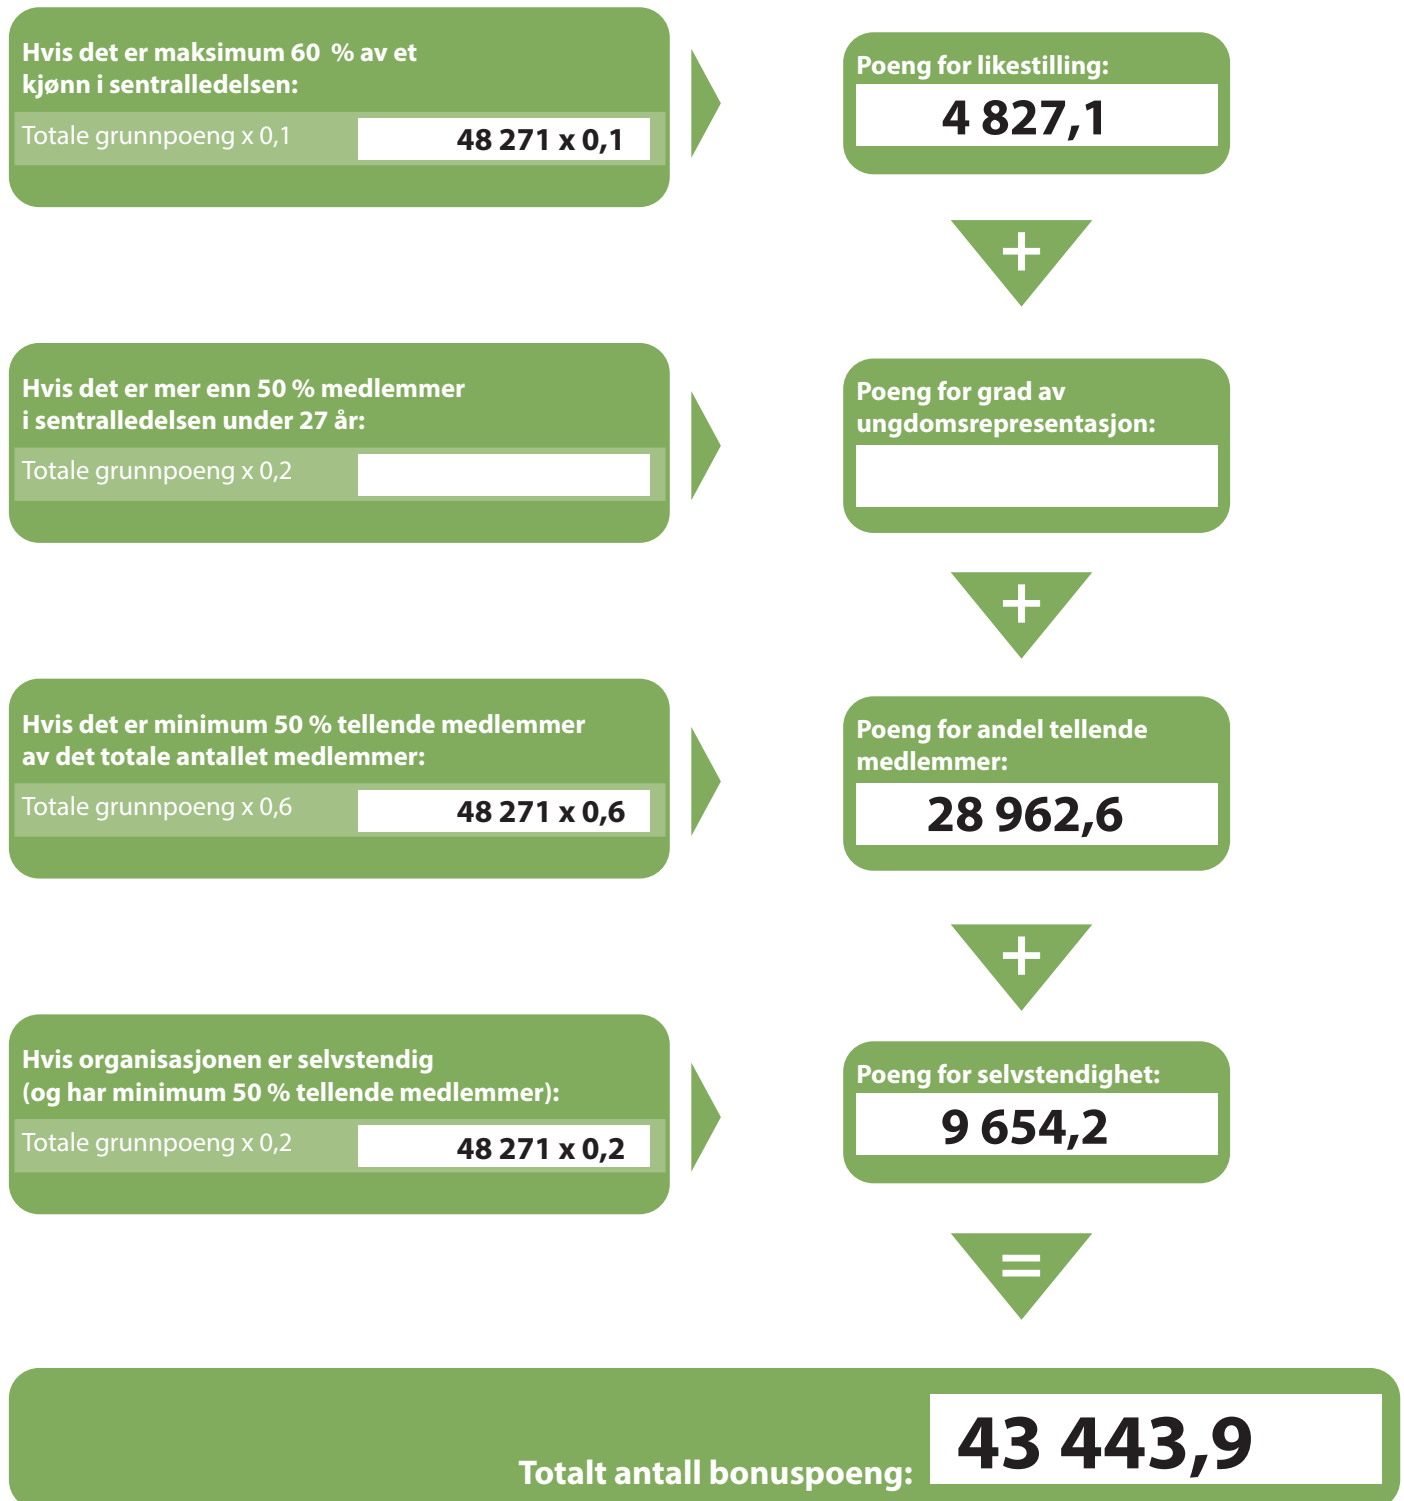 Hvis det er maksimum 60 % av et
kjønn i sentralledelsen:
Totale grunnpoeng x 0,1
48 271 x 0,1
Poeng for likestilling:
4 827,1
+
Hvis det er mer enn 50 % medlemmer
i sentralledelsen under 27 år:
Totale grunnpoeng x 0,2
Poeng for grad av
ungdomsrepresentasjon:
+
Hvis det er minimum 50 % tellende medlemmer
av det totale antallet medlemmer:
Totale grunnpoeng x 0,6
48 271 x 0,6
Poeng for andel tellende
medlemmer:
28 962,6
+
Hvis organisasjonen er selvstendig
(og har minimum 50 % tellende medlemmer):
Totale grunnpoeng x 0,2
48 271 x 0,2
Poeng for selvstendighet:
9 654,2
=
Totalt antall bonuspoeng:
43 443,9